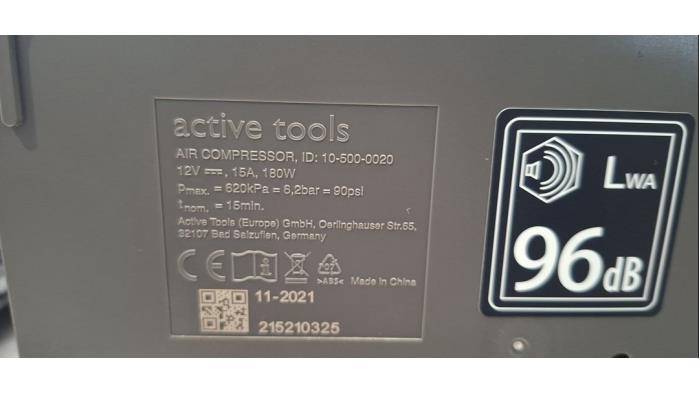 active tools
AIR COMPRESSOR, ID: 10-500-0020
12V ⎓, 15A, 180W
pmax. = 620kPa = 6,2bar = 90psi
tnom. = 15min.
Active Tools (Europe) GmbH, Oerlinghauser Str.65,
32107 Bad Salzuflen, Germany
CE
07
>ABS< Made in China
11-2021
215210325
LWA
96dB